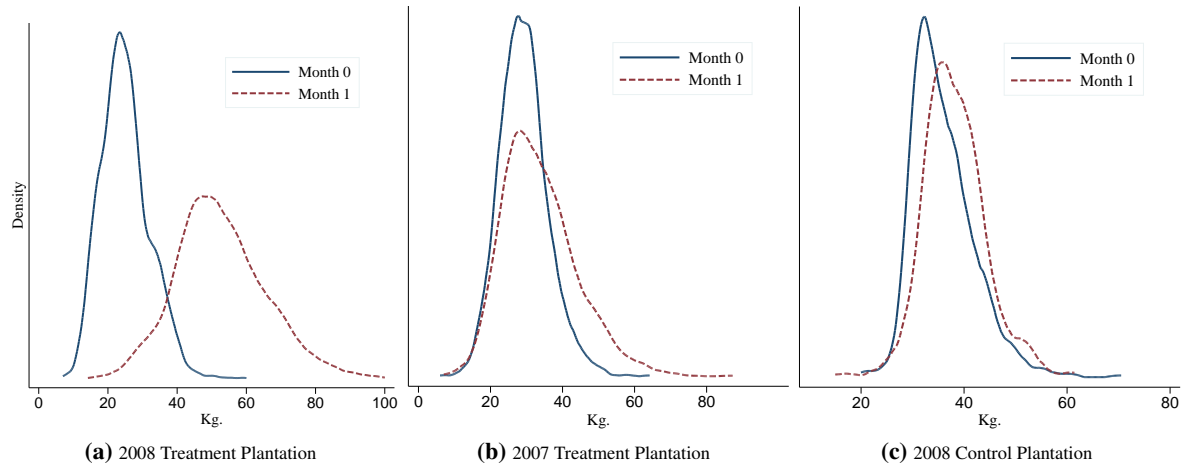 Density
Month 0
Month 1
0 20 40 60 80 100
Kg.
(a) 2008 Treatment Plantation
Month 0
Month 1
0 20 40 60 80
Kg.
(b) 2007 Treatment Plantation
Month 0
Month 1
20 40 60 80
Kg.
(c) 2008 Control Plantation